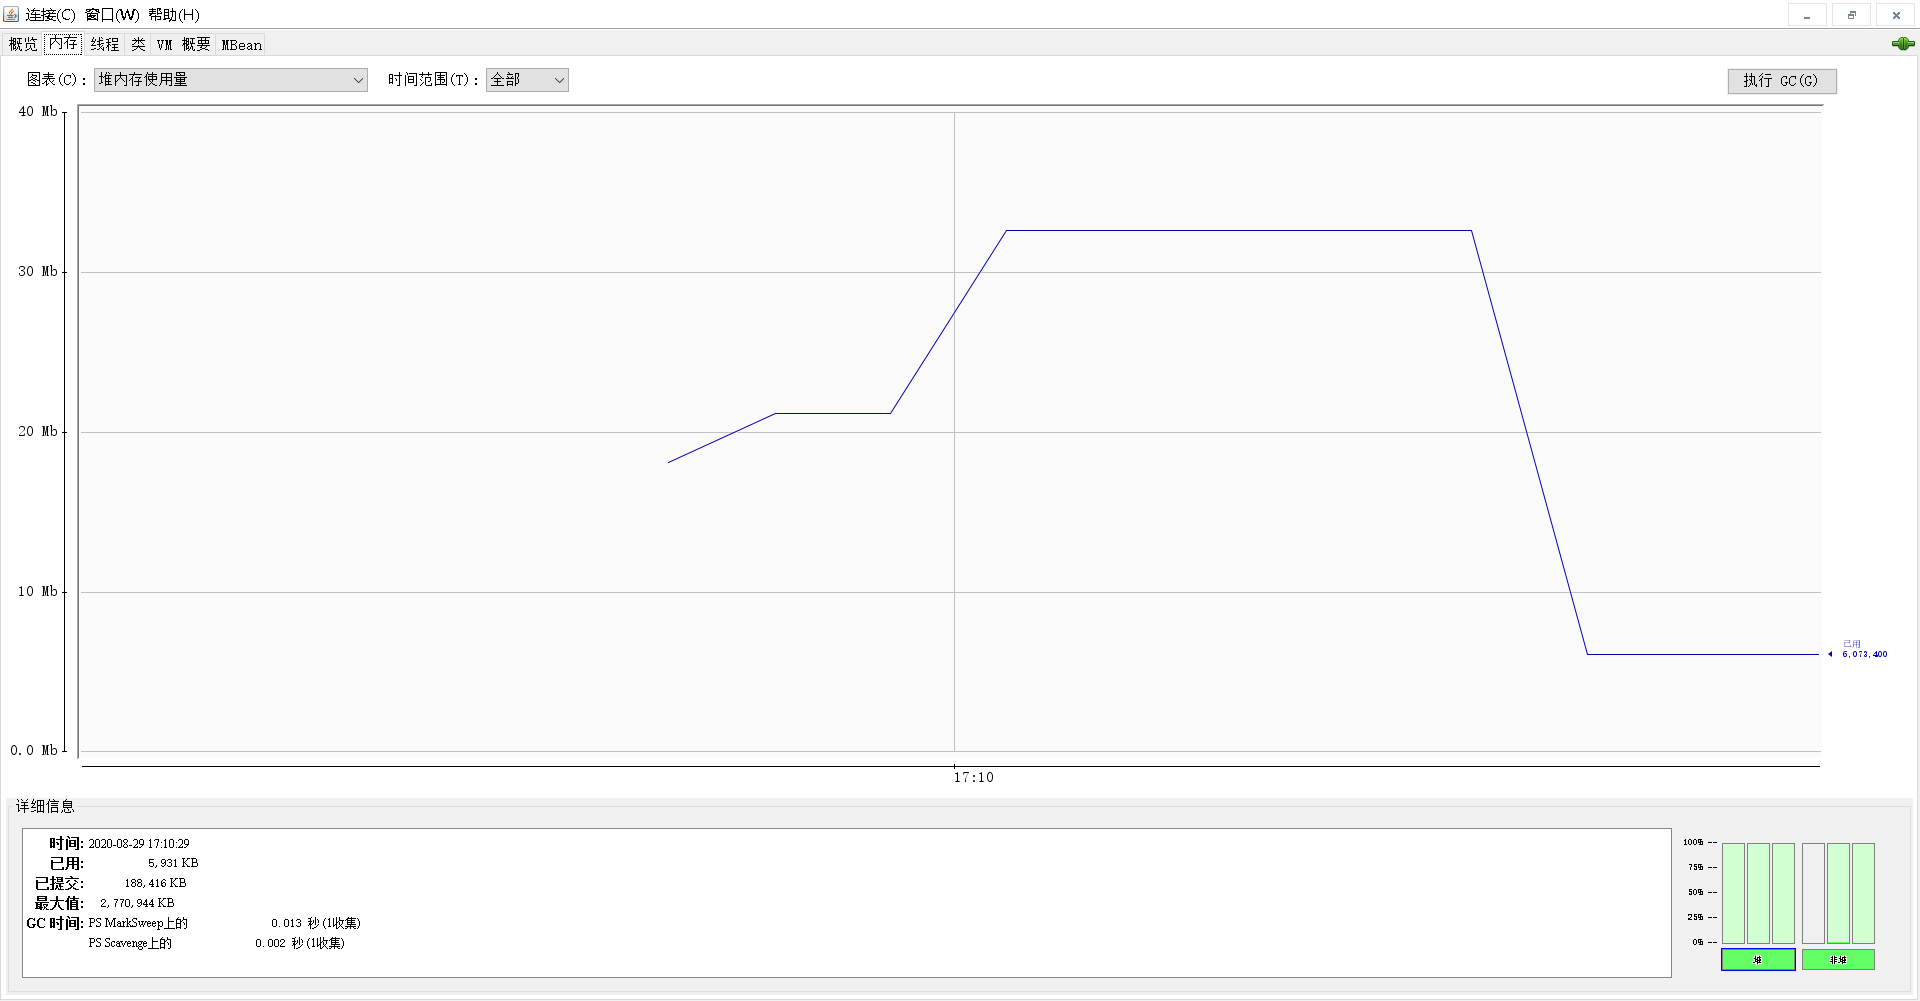 连接(C) 窗口(W) 帮助(H)
概览 内存 线程 类 VM 概要 MBean
图表(C): 堆内存使用量 时间范围(T): 全部 执行 GC(G)
40 Mb
30 Mb
20 Mb
10 Mb
已用
6,073,400
0.0 Mb
17:10
详细信息
时间: 2020-08-29 17:10:29
已用: 5,931 KB
已提交: 188,416 KB
最大值: 2,770,944 KB
GC 时间: PS MarkSweep上的 0.013 秒 (1收集)
PS Scavenge上的 0.002 秒 (1收集)
100% --
75% --
50% --
25% --
0% --
堆 非堆